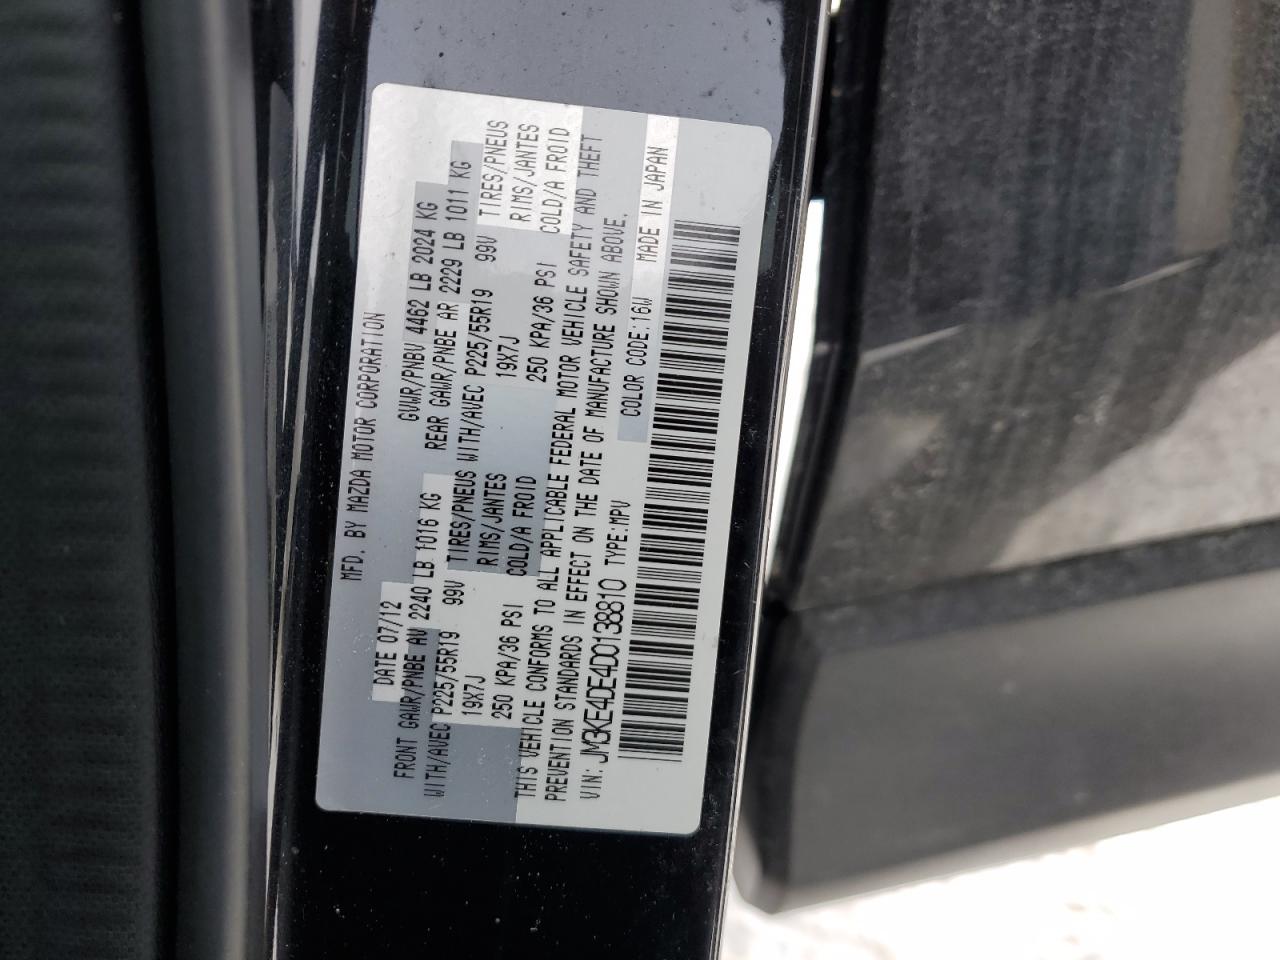 MFD. BY MAZDA MOTOR CORPORATION
DATE 07/12 GVWR/PNBV 4462 LB 2024 KG
FRONT GAWR/PNBE AV 2240 LB 1016 KG REAR GAWR/PNBE AR 2229 LB 1011 KG
WITH/AVEC P225/55R19 99V TIRES/PNEUS WITH/AVEC P225/55R19 99V TIRES/PNEUS
19X7J RIMS/JANTES 19X7J RIMS/JANTES
250 KPA/36 PSI COLD/A FROID 250 KPA/36 PSI COLD/A FROID
THIS VEHICLE CONFORMS TO ALL APPLICABLE FEDERAL MOTOR VEHICLE SAFETY AND THEFT
PREVENTION STANDARDS IN EFFECT ON THE DATE OF MANUFACTURE SHOWN ABOVE.
VIN: JM3KE4DE4D0138810 TYPE:MPV COLOR CODE:16W MADE IN JAPAN